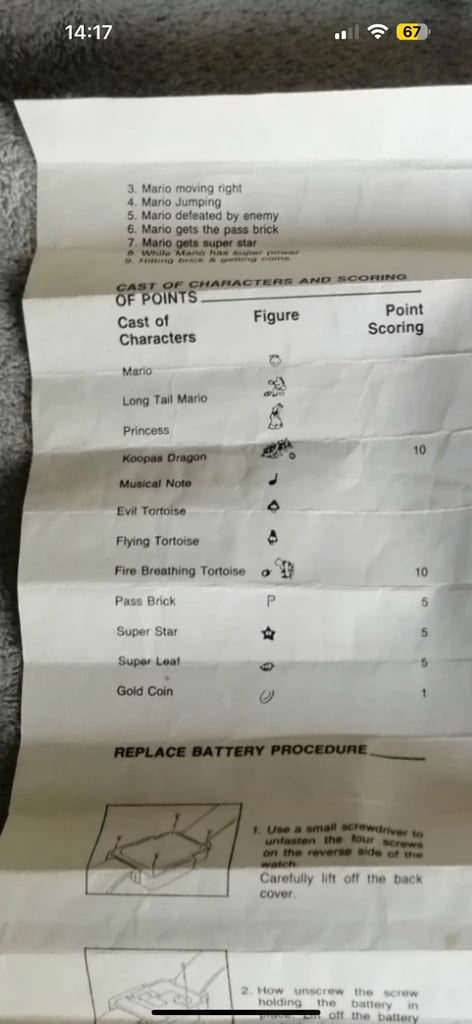 14:17
67
3. Mario moving right
4. Mario Jumping
5. Mario defeated by enemy
6. Mario gets the pass brick
7. Mario gets super star
8. While Mario has super power
9. Hitting brick & getting coins
CAST OF CHARACTERS AND SCORING
OF POINTS
Cast of Characters Figure Point Scoring
Mario
Long Tail Mario
Princess
Koopas Dragon 10
Musical Note
Evil Tortoise
Flying Tortoise
Fire Breathing Tortoise 10
Pass Brick P 5
Super Star 5
Super Leaf 5
Gold Coin 1
REPLACE BATTERY PROCEDURE
1. Use a small screwdriver to
unfasten the four screws
on the reverse side of the
watch.
Carefully lift off the back
cover.
2. How unscrew the screw
holding the battery in
place. Lift off the battery